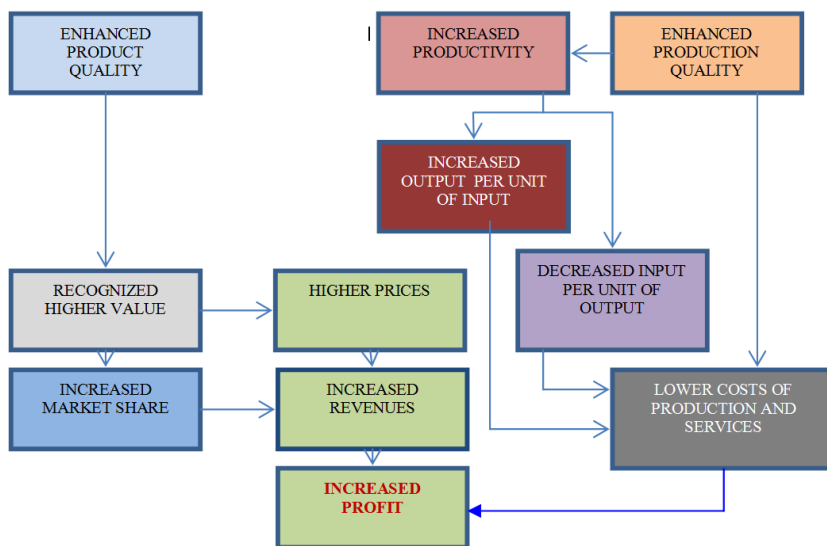 ENHANCED
PRODUCT
QUALITY
INCREASED
PRODUCTIVITY
ENHANCED
PRODUCTION
QUALITY
INCREASED
OUTPUT PER UNIT
OF INPUT
RECOGNIZED
HIGHER VALUE
HIGHER PRICES
DECREASED INPUT
PER UNIT OF
OUTPUT
INCREASED
MARKET SHARE
INCREASED
REVENUES
LOWER COSTS OF
PRODUCTION AND
SERVICES
INCREASED
PROFIT